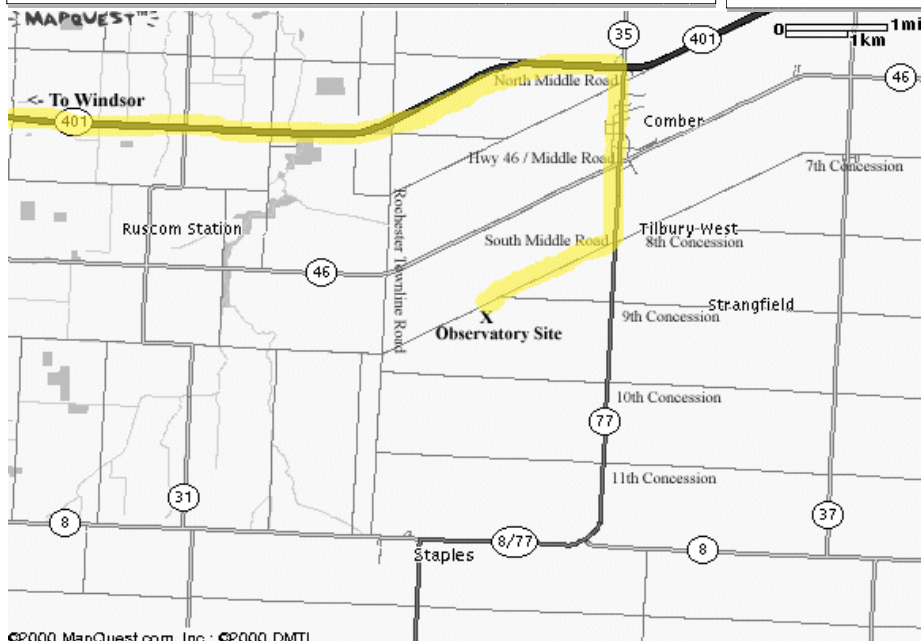 MAPQUEST™
35
401
0 1mi
1km
North Middle Road
46
<- To Windsor
401
Comber
Hwy 46 / Middle Road
7th Concession
Rochester Townline Road
Ruscom Station
South Middle Road
Tilbury West
8th Concession
46
Strangfield
X
9th Concession
Observatory Site
10th Concession
77
11th Concession
31
37
8
8/77
8
Staples
©2000 MapQuest.com, Inc.; ©2000 DMTI